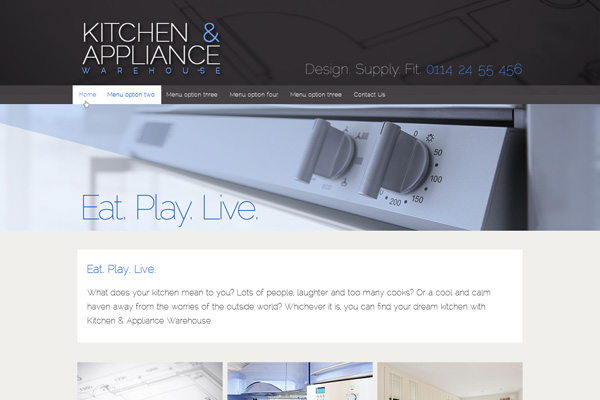 KITCHEN &
APPLIANCE
WAREHOUSE
Design. Supply. Fit. 0114 24 55 456
Home Menu option two Menu option three Menu option four Menu option three Contact Us
0
50
100
150
200
Eat. Play. Live.
Eat. Play. Live.
What does your kitchen mean to you? Lots of people, laughter and too many cooks? Or a cool and calm
haven away from the worries of the outside world? Whichever it is, you can find your dream kitchen with
Kitchen & Appliance Warehouse.